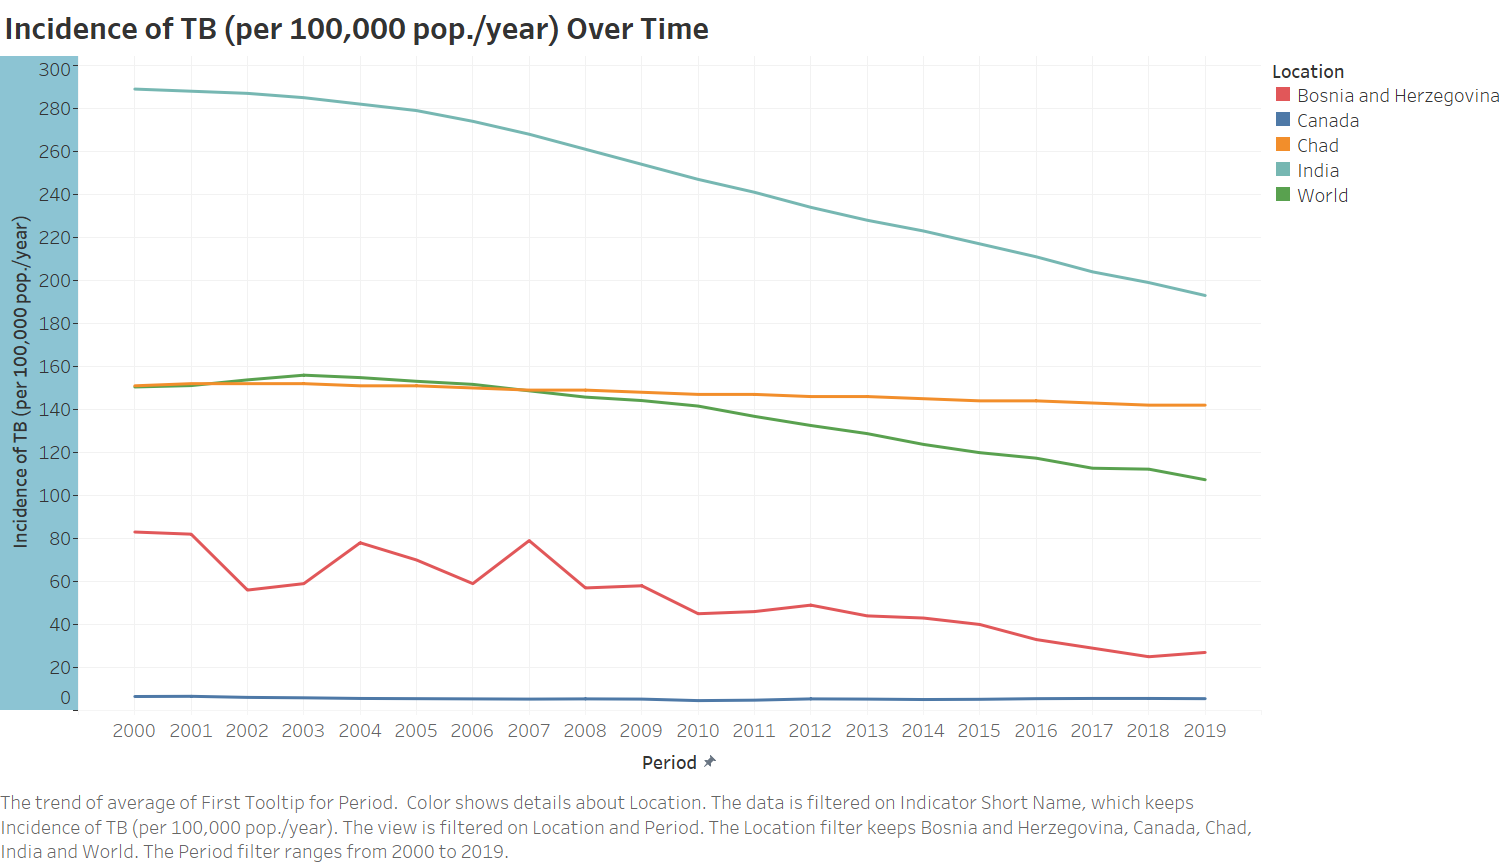 Incidence of TB (per 100,000 pop./year) Over Time
Incidence of TB (per 100,000 pop./year)
300
280
260
240
220
200
180
160
140
120
100
80
60
40
20
0
2000 2001 2002 2003 2004 2005 2006 2007 2008 2009 2010 2011 2012 2013 2014 2015 2016 2017 2018 2019
Period
Location
Bosnia and Herzegovina
Canada
Chad
India
World
The trend of average of First Tooltip for Period.  Color shows details about Location. The data is filtered on Indicator Short Name, which keeps
Incidence of TB (per 100,000 pop./year). The view is filtered on Location and Period. The Location filter keeps Bosnia and Herzegovina, Canada, Chad,
India and World. The Period filter ranges from 2000 to 2019.